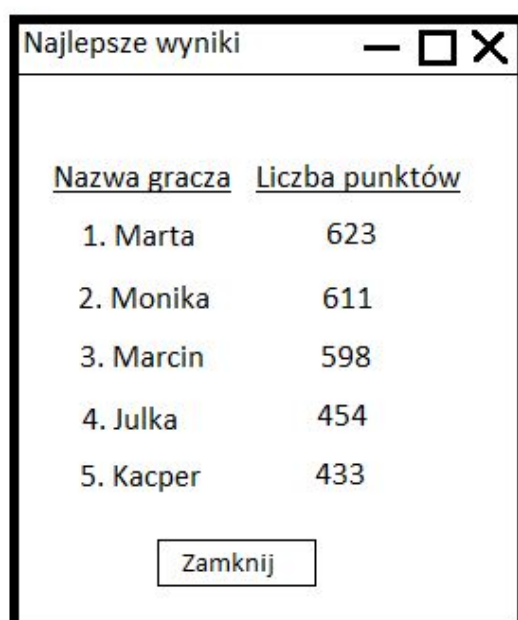 Najlepsze wyniki
Nazwa gracza Liczba punktów
1. Marta 623
2. Monika 611
3. Marcin 598
4. Julka 454
5. Kacper 433
Zamknij